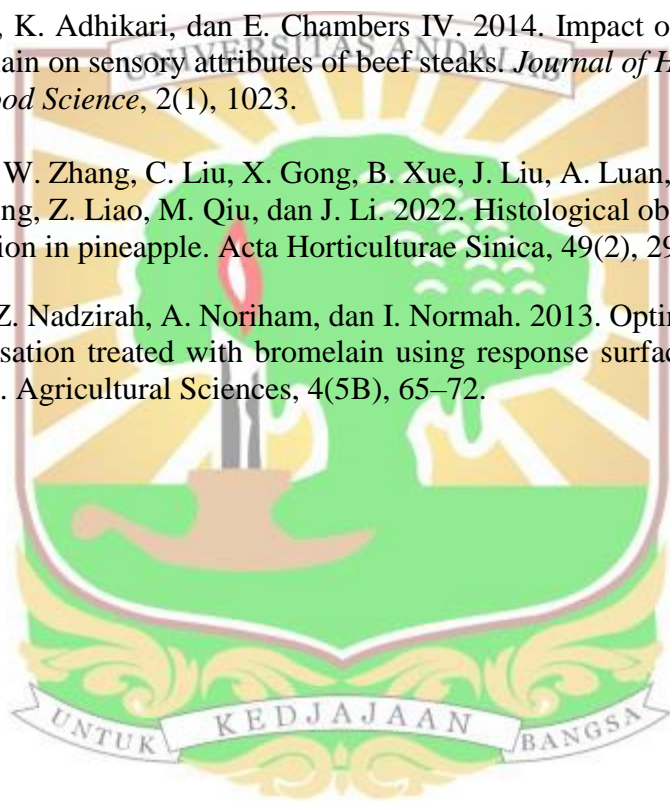 , K. Adhikari, dan E. Chambers IV. 2014. Impact o
ain on sensory attributes of beef steaks. Journal of H
ood Science, 2(1), 1023.
W. Zhang, C. Liu, X. Gong, B. Xue, J. Liu, A. Luan,
ng, Z. Liao, M. Qiu, dan J. Li. 2022. Histological ob
ion in pineapple. Acta Horticulturae Sinica, 49(2), 29
Z. Nadzirah, A. Noriham, dan I. Normah. 2013. Optin
sation treated with bromelain using response surfac
. Agricultural Sciences, 4(5B), 65–72.
UNIVERSITAS ANDALAS
UNTUK KEDJAJAAN BANGSA